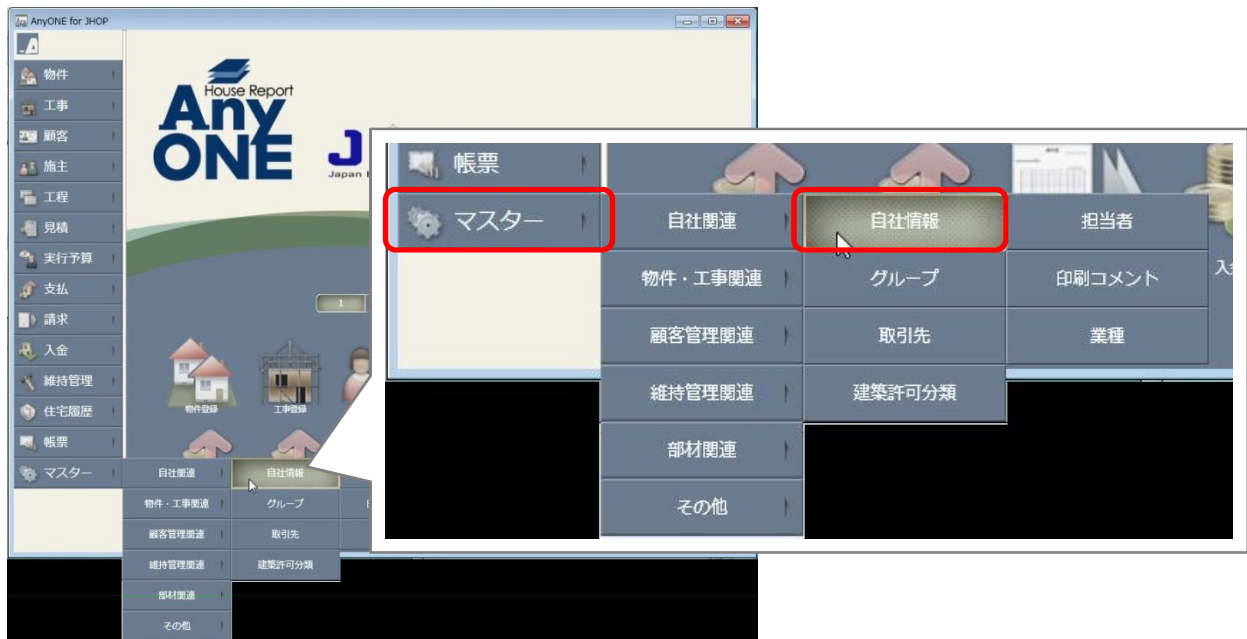 AnyONE for JHOP
物件
工事
顧客
施主
工程
見積
実行予算
支払
請求
入金
維持管理
住宅履歴
帳票
マスター
House Report
Any
ONE
J
Japan
1
物件登録
工事登録
自社関連
自社情報
物件・工事関連
グループ
顧客管理関連
取引先
維持管理関連
建築許可分類
部材関連
その他
帳票
マスター
自社関連
自社情報
担当者
物件・工事関連
グループ
印刷コメント
顧客管理関連
取引先
業種
維持管理関連
建築許可分類
部材関連
その他